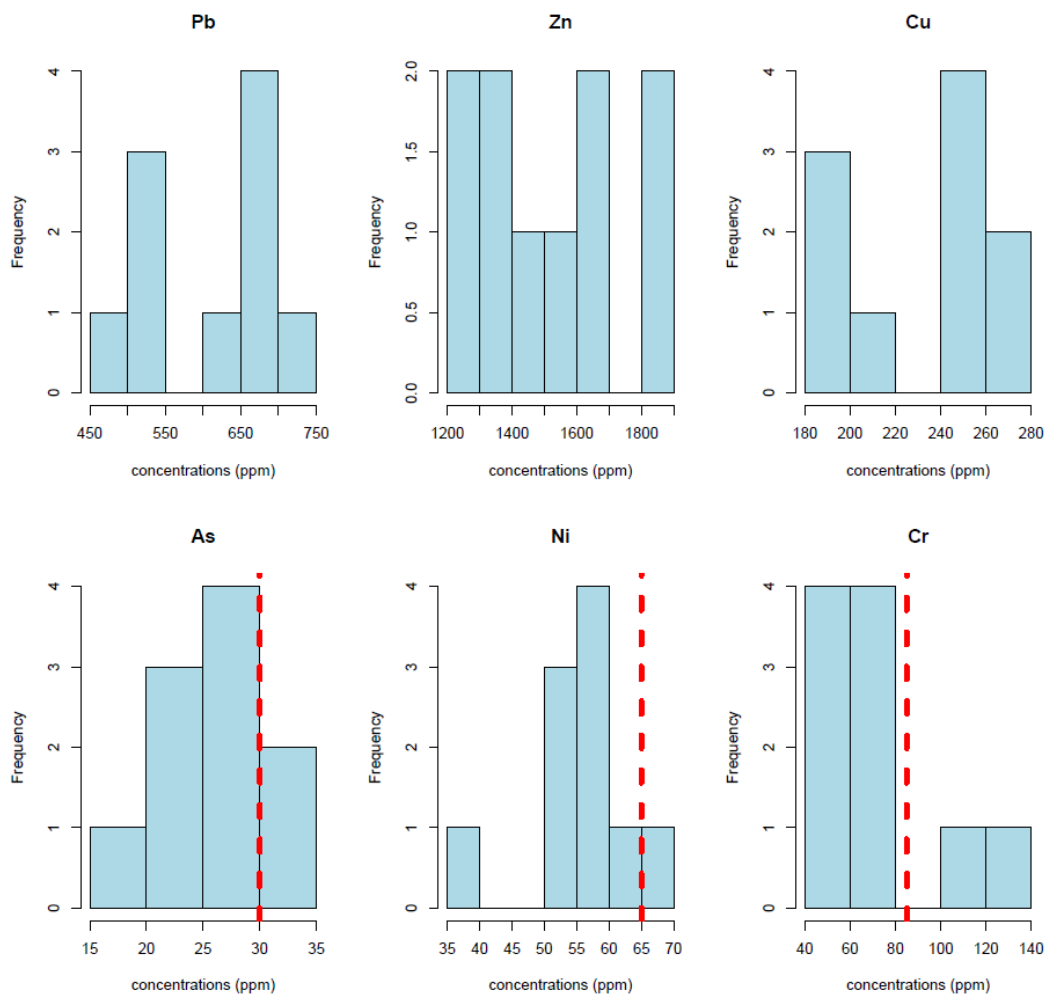 Pb
Frequency
0 1 2 3 4
450 550 650 750
concentrations (ppm)
Zn
Frequency
0.0 0.5 1.0 1.5 2.0
1200 1400 1600 1800
concentrations (ppm)
Cu
Frequency
0 1 2 3 4
180 200 220 240 260 280
concentrations (ppm)
As
Frequency
0 1 2 3 4
15 20 25 30 35
concentrations (ppm)
Ni
Frequency
0 1 2 3 4
35 40 45 50 55 60 65 70
concentrations (ppm)
Cr
Frequency
0 1 2 3 4
40 60 80 100 120 140
concentrations (ppm)